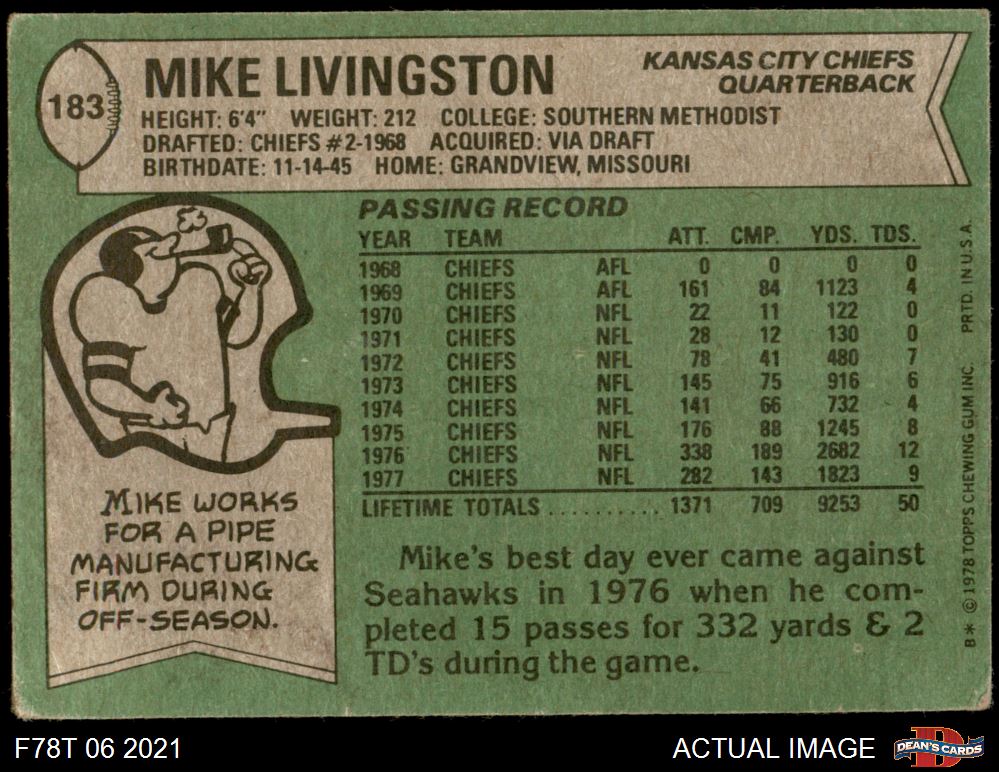 183
MIKE LIVINGSTON
KANSAS CITY CHIEFS
QUARTERBACK
HEIGHT: 6'4" WEIGHT: 212 COLLEGE: SOUTHERN METHODIST
DRAFTED: CHIEFS #2-1968 ACQUIRED: VIA DRAFT
BIRTHDATE: 11-14-45 HOME: GRANDVIEW, MISSOURI
PASSING RECORD
YEAR TEAM ATT. CMP. YDS. TDS.
1968 CHIEFS AFL 0 0 0 0
1969 CHIEFS AFL 161 84 1123 4
1970 CHIEFS NFL 22 11 122 0
1971 CHIEFS NFL 28 12 130 0
1972 CHIEFS NFL 78 41 480 7
1973 CHIEFS NFL 145 75 916 6
1974 CHIEFS NFL 141 66 732 4
1975 CHIEFS NFL 176 88 1245 8
1976 CHIEFS NFL 338 189 2682 12
1977 CHIEFS NFL 282 143 1823 9
LIFETIME TOTALS .......... 1371 709 9253 50
MIKE WORKS
FOR A PIPE
MANUFACTURING
FIRM DURING
OFF-SEASON.
Mike's best day ever came against
Seahawks in 1976 when he com-
pleted 15 passes for 332 yards & 2
TD's during the game.
B* © 1978 TOPPS CHEWING GUM INC. PRTD. IN U.S.A.
F78T 06 2021
ACTUAL IMAGE
DEAN'S CARDS